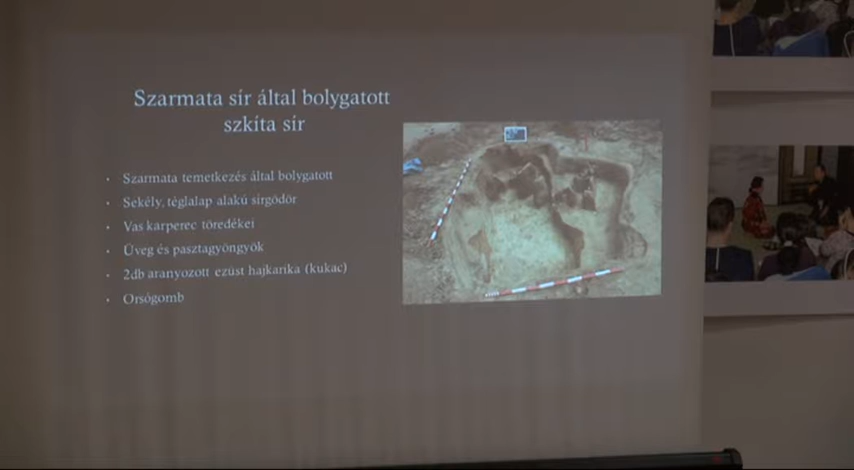 Szarmata sír által bolygatott
szkíta sír
• Szarmata temetkezés által bolygatott
• Sekély, téglalap alakú sírgödör
• Vas karperec töredékei
• Üveg és pasztagyöngyök
• 2db aranyozott ezüst hajkarika (kukac)
• Orsógomb